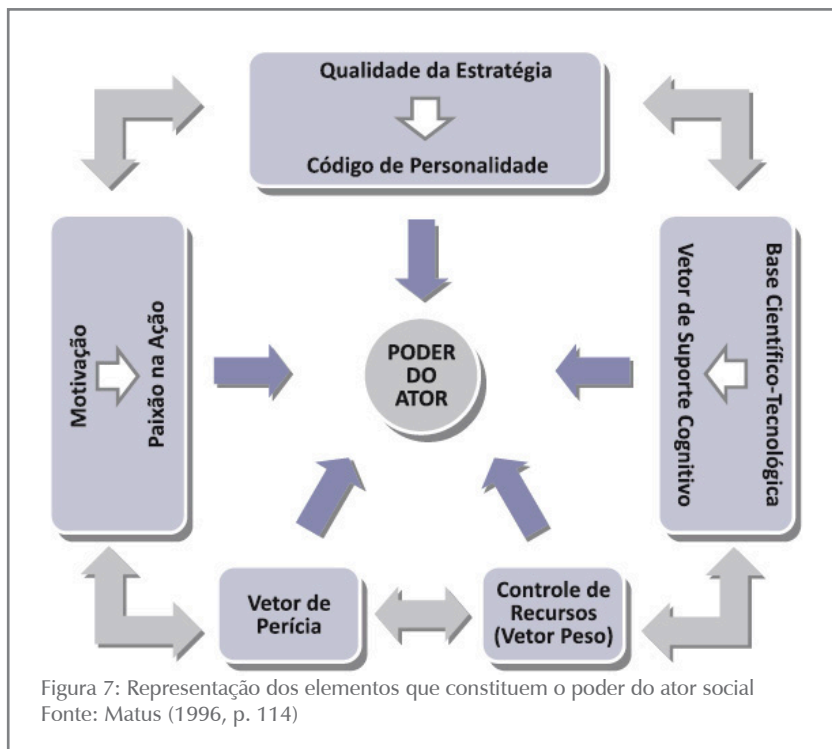 Qualidade da Estratégia
Código de Personalidade
Motivação
Paixão na Ação
PODER
DO
ATOR
Base Científico-Tecnológica
Vetor de Suporte Cognitivo
Vetor de
Perícia
Controle de
Recursos
(Vetor Peso)
Figura 7: Representação dos elementos que constituem o poder do ator social
Fonte: Matus (1996, p. 114)